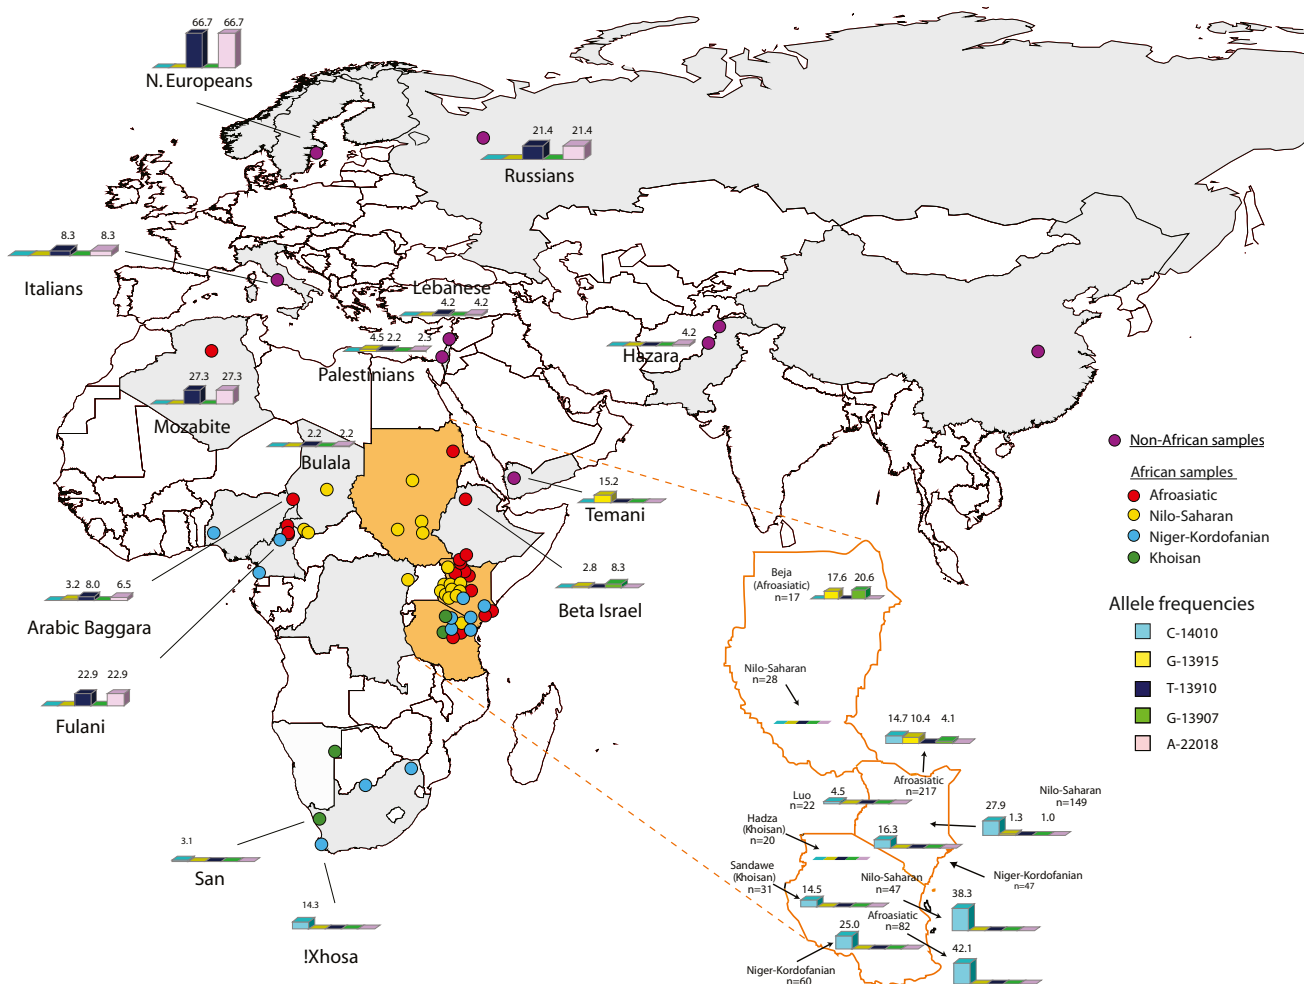 66.7 66.7
N. Europeans
21.4 21.4
Russians
8.3 8.3
Italians
Lebanese
4.2 4.2
4.5 2.2 2.3
Palestinians
4.2
Hazara
27.3 27.3
Mozabite
2.2 2.2
Bulala
15.2
Temani
3.2 8.0 6.5
Arabic Baggara
2.8 8.3
Beta Israel
22.9 22.9
Fulani
3.1
San
14.3
!Xhosa
Non-African samples
African samples
Afroasiatic
Nilo-Saharan
Niger-Kordofanian
Khoisan
Allele frequencies
C-14010
G-13915
T-13910
G-13907
A-22018
Beja
(Afroasiatic)
n=17
17.6 20.6
Nilo-Saharan
n=28
14.7 10.4 4.1
Afroasiatic
n=217
Luo
n=22
4.5
Nilo-Saharan
n=149
27.9
1.3 1.0
Hadza
(Khoisan)
n=20
16.3
Niger-Kordofanian
n=47
Sandawe
(Khoisan)
n=31
14.5
Nilo-Saharan
n=47
38.3
Afroasiatic
n=82
42.1
25.0
Niger-Kordofanian
n=60